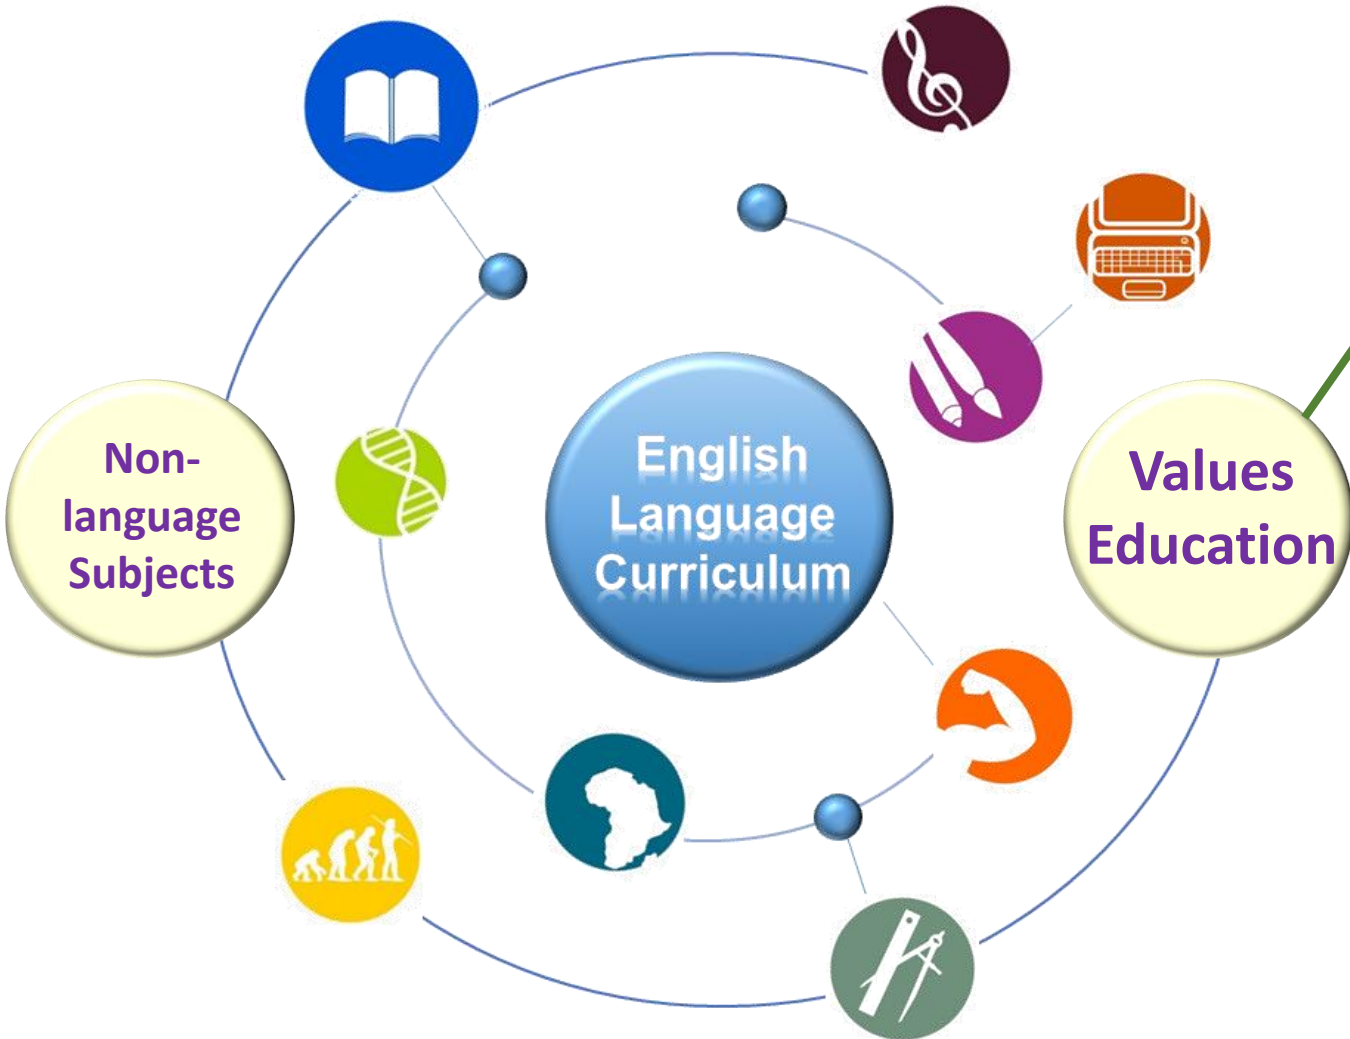 Non-
language
Subjects
English
Language
Curriculum
Values
Education